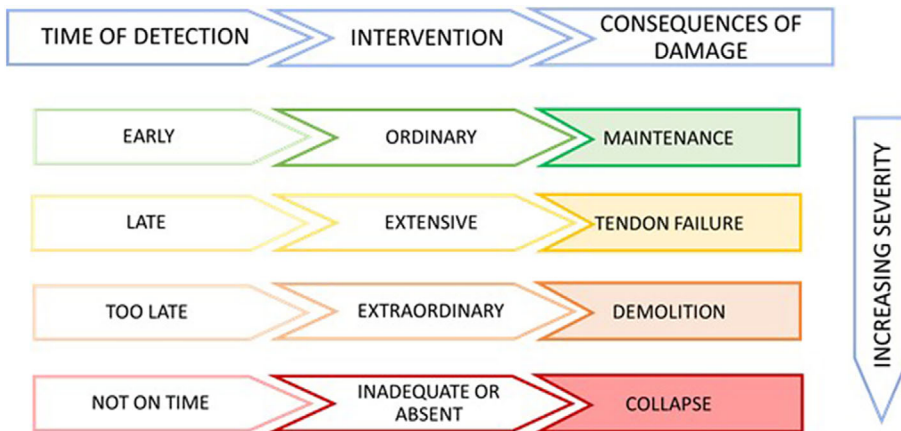 TIME OF DETECTION
INTERVENTION
CONSEQUENCES OF
DAMAGE
EARLY
ORDINARY
MAINTENANCE
LATE
EXTENSIVE
TENDON FAILURE
TOO LATE
EXTRAORDINARY
DEMOLITION
NOT ON TIME
INADEQUATE OR
ABSENT
COLLAPSE
INCREASING SEVERITY